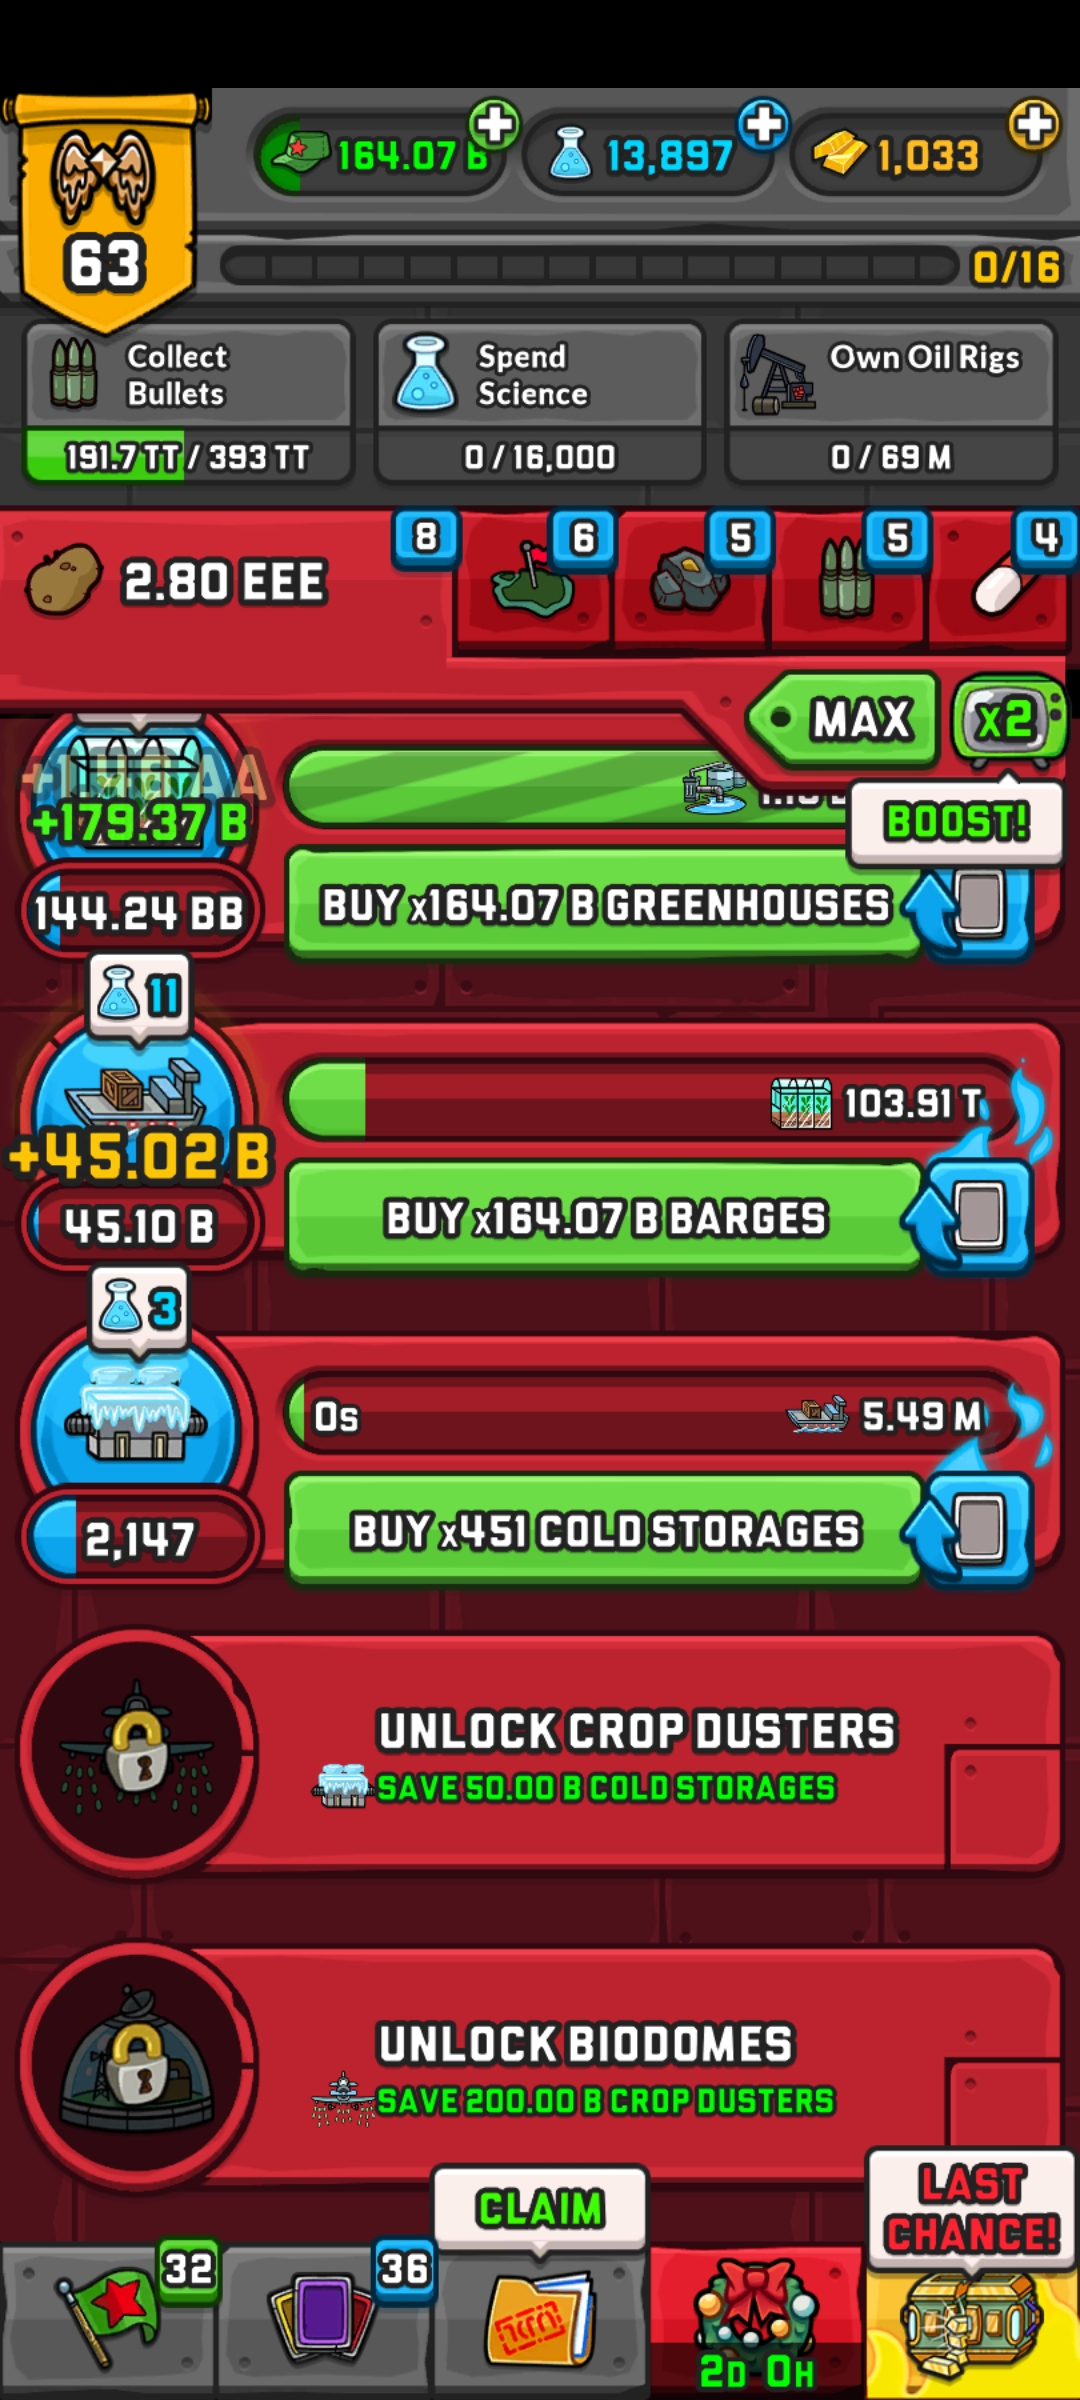 63
164.07 B
13,897
1,033
0/16
Collect
Bullets
191.7 TT / 393 TT
Spend
Science
0 / 16,000
Own Oil Rigs
0 / 69 M
2.80 EEE
8
6
5
5
4
MAX
x2
BOOST!
+179.37 B
144.24 BB
BUY x164.07 B GREENHOUSES
11
+45.02 B
45.10 B
103.91 T
BUY x164.07 B BARGES
3
0s
5.49 M
2,147
BUY x451 COLD STORAGES
UNLOCK CROP DUSTERS
SAVE 50.00 B COLD STORAGES
UNLOCK BIODOMES
SAVE 200.00 B CROP DUSTERS
CLAIM
LAST
CHANCE!
32
36
2D 0H